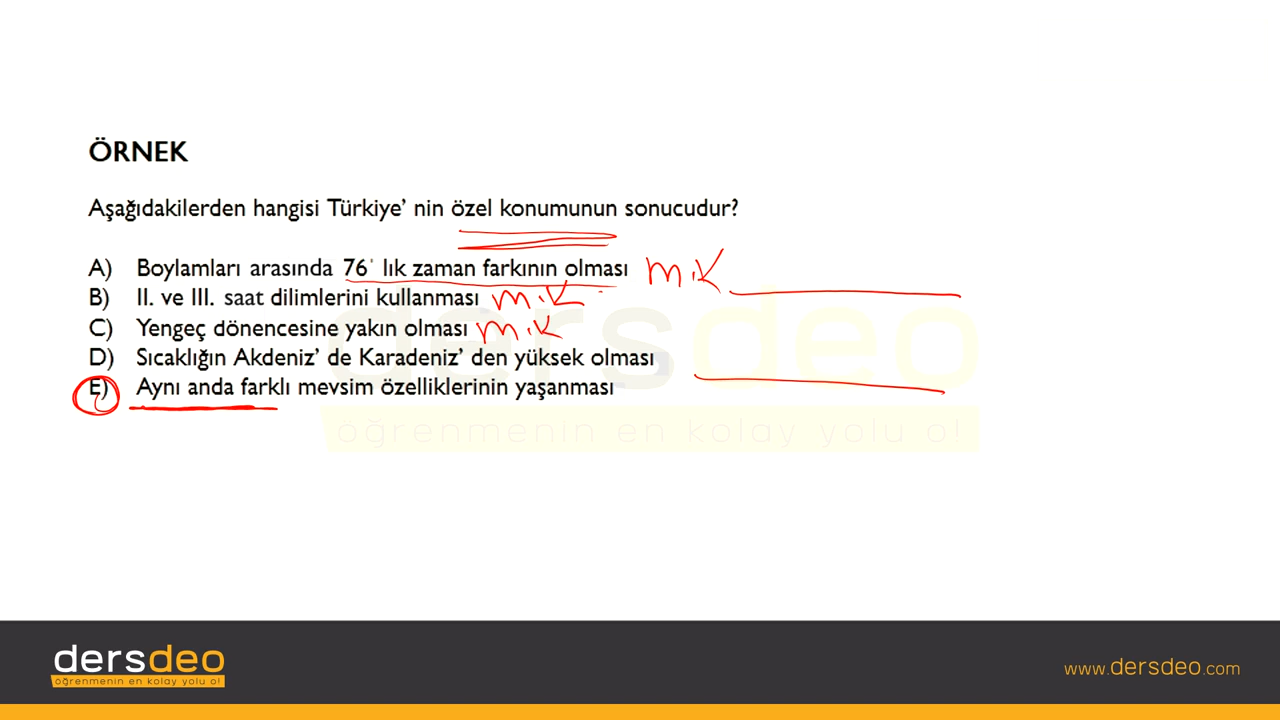 ÖRNEK
Aşağıdakilerden hangisi Türkiye' nin özel konumunun sonucudur?
A) Boylamları arasında 76' lık zaman farkının olması m.K
B) II. ve III. saat dilimlerini kullanması m.K
C) Yengeç dönencesine yakın olması m.K
D) Sıcaklığın Akdeniz' de Karadeniz' den yüksek olması
E) Aynı anda farklı mevsim özelliklerinin yaşanması
dersdeo
öğrenmenin en kolay yolu o!
dersdeo
öğrenmenin en kolay yolu o!
www.dersdeo.com